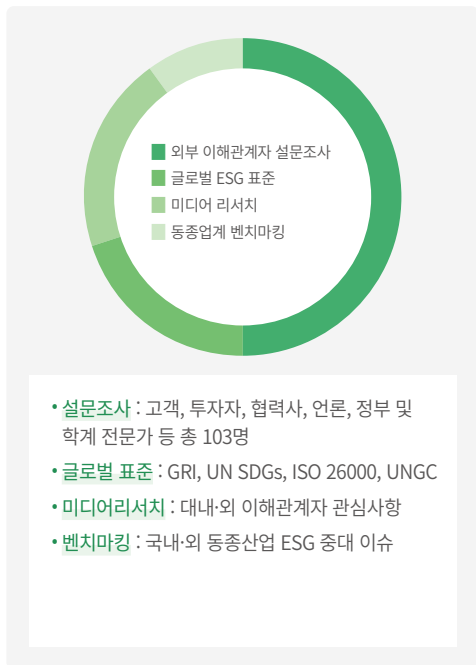 외부 이해관계자 설문조사
글로벌 ESG 표준
미디어 리서치
동종업계 벤치마킹
• 설문조사 : 고객, 투자자, 협력사, 언론, 정부 및
학계 전문가 등 총 103명
• 글로벌 표준 : GRI, UN SDGs, ISO 26000, UNGC
• 미디어리서치 : 대내·외 이해관계자 관심사항
• 벤치마킹 : 국내·외 동종산업 ESG 중대 이슈